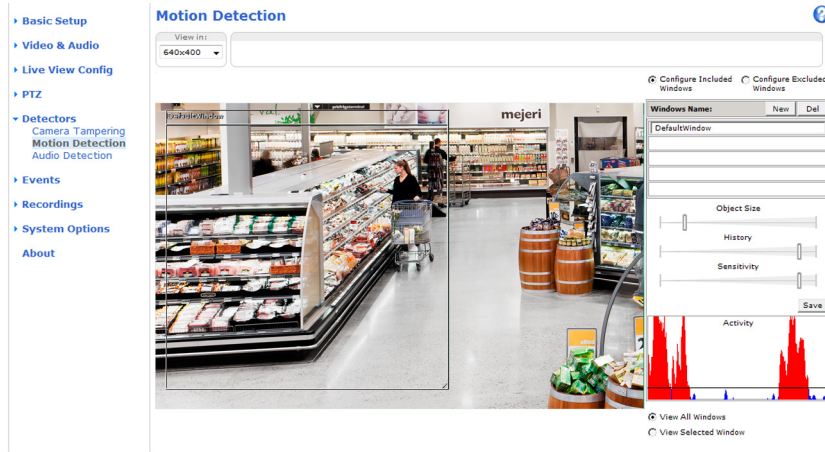 Motion Detection
Basic Setup
Video & Audio
Live View Config
PTZ
Detectors
Camera Tampering
Motion Detection
Audio Detection
Events
Recordings
System Options
About
View in:
640x400
Configure Included Windows
Configure Excluded Windows
DefaultWindow
mejeri
Windows Name:
New
Del
DefaultWindow
Object Size
History
Sensitivity
Save
Activity
View All Windows
View Selected Window